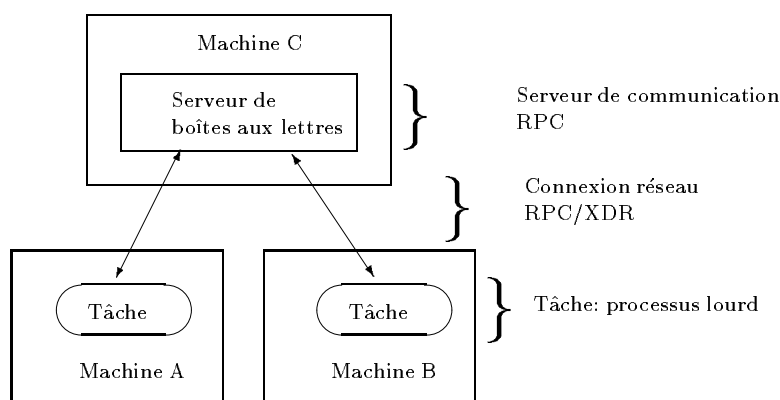 Machine C
Serveur de
boîtes aux lettres
Serveur de communication
RPC
Connexion réseau
RPC/XDR
Tâche
Tâche
Tâche: processus lourd
Machine A
Machine B